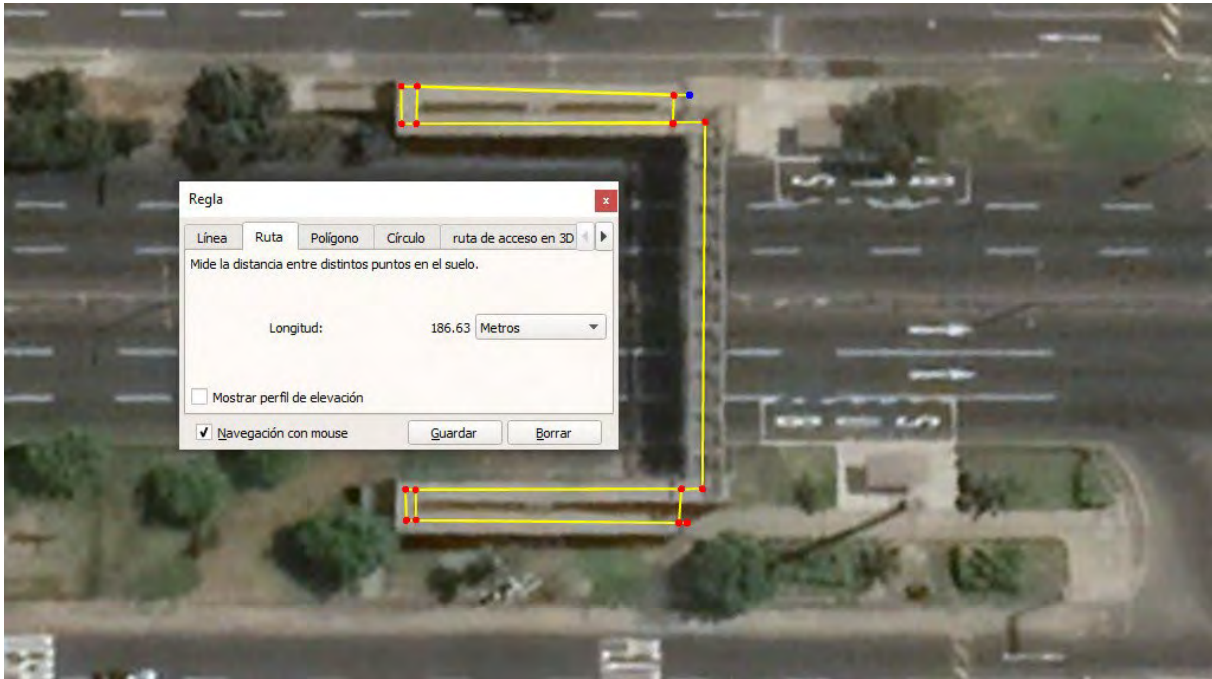 Regla
x
Línea Ruta Polígono Círculo ruta de acceso en 3D
Mide la distancia entre distintos puntos en el suelo.
Longitud: 186.63 Metros
Mostrar perfil de elevación
Navegación con mouse Guardar Borrar